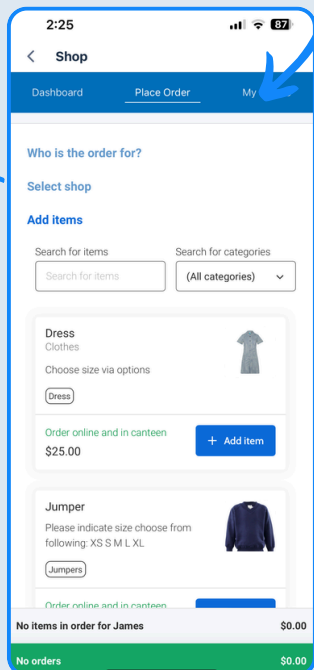 2:25
87
Shop
Dashboard Place Order My
Who is the order for?
Select shop
Add items
Search for items Search for categories
Search for items (All categories)
Dress
Clothes
Choose size via options
Dress
Order online and in canteen
$25.00
+ Add item
Jumper
Please indicate size choose from
following: XS S M L XL
Jumpers
Order online and in canteen
No items in order for James $0.00
No orders $0.00